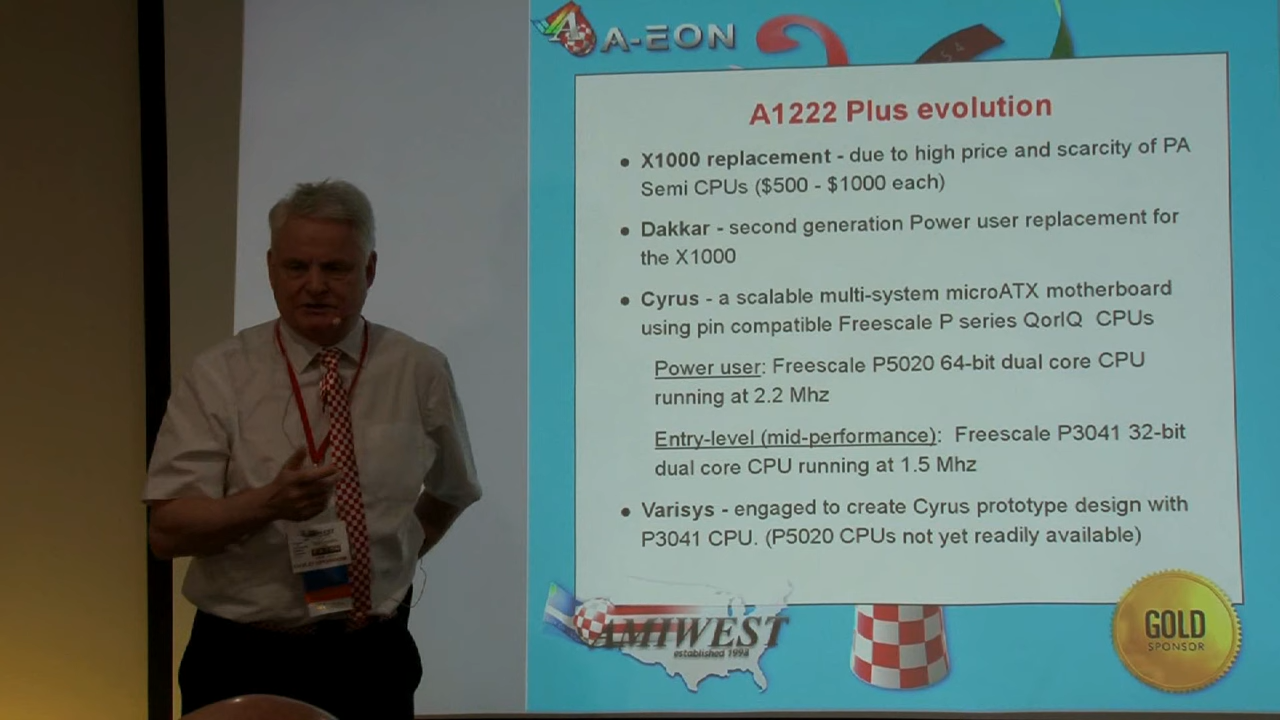 A-EON
54
A1222 Plus evolution
• X1000 replacement - due to high price and scarcity of PA
Semi CPUs ($500 - $1000 each)
• Dakkar - second generation Power user replacement for
the X1000
• Cyrus - a scalable multi-system microATX motherboard
using pin compatible Freescale P series QorIQ CPUs
Power user: Freescale P5020 64-bit dual core CPU
running at 2.2 Mhz
Entry-level (mid-performance): Freescale P3041 32-bit
dual core CPU running at 1.5 Mhz
• Varisys - engaged to create Cyrus prototype design with
P3041 CPU. (P5020 CPUs not yet readily available)
AMIWEST
established 1998
GOLD
SPONSOR